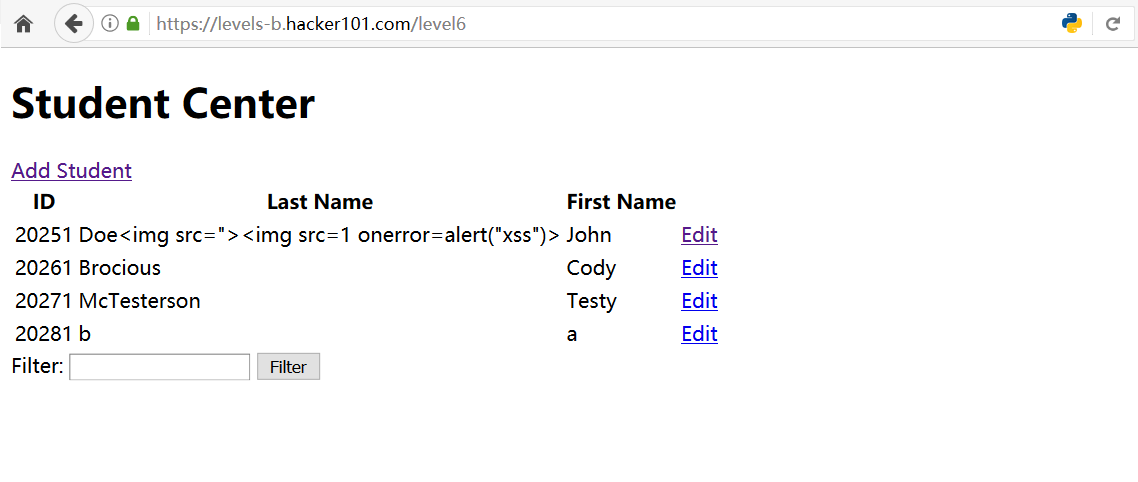 https://levels-b.hacker101.com/level6
Student Center
Add Student
ID Last Name First Name
20251 Doe<img src="><img src=1 onerror=alert("xss")> John Edit
20261 Brocious Cody Edit
20271 McTesterson Testy Edit
20281 b a Edit
Filter: Filter